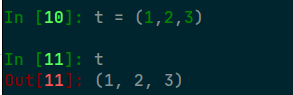 In [10]: t = (1,2,3)
In [11]: t
Out[11]: (1, 2, 3)